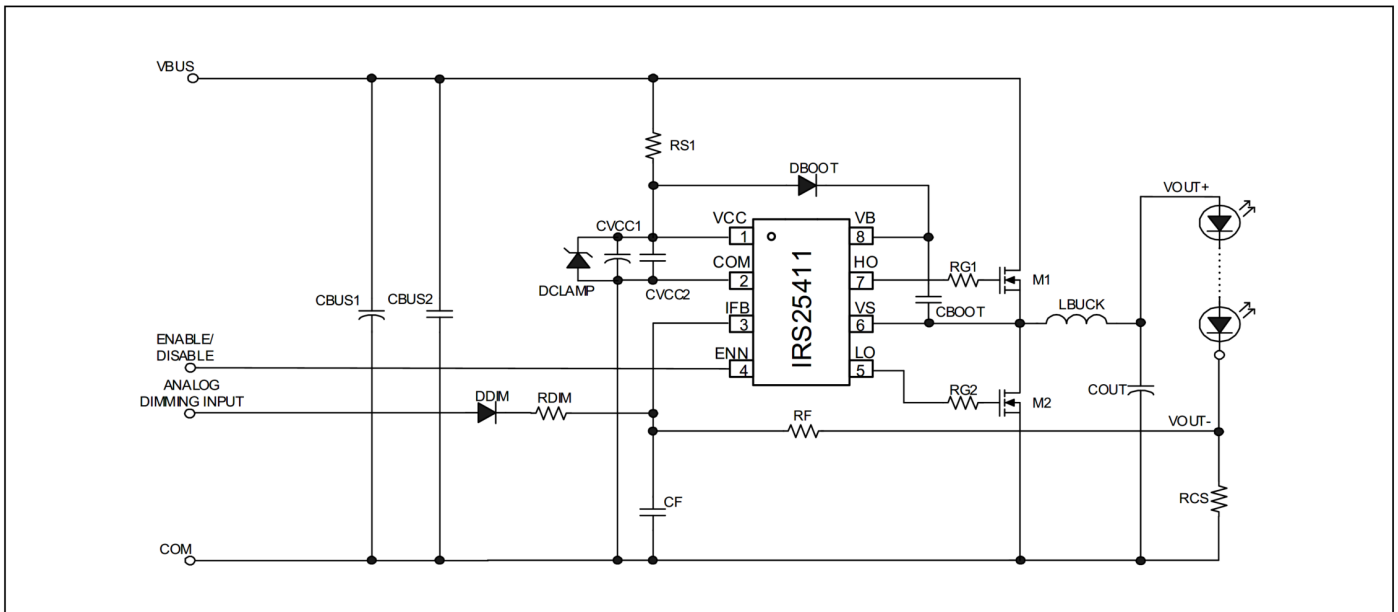 VBUS
RS1
DBOOT
VOUT+
CVCC1
VCC
1
VB
8
COM
2
HO
7
RG1
M1
DCLAMP
CVCC2
CBUS1
CBUS2
IFB
3
VS
6
CBOOT
LBUCK
IRS25411
ENABLE/
DISABLE
ENN
4
LO
5
ANALOG
DIMMING INPUT
DDIM
RDIM
RG2
M2
COUT
RF
VOUT-
CF
RCS
COM